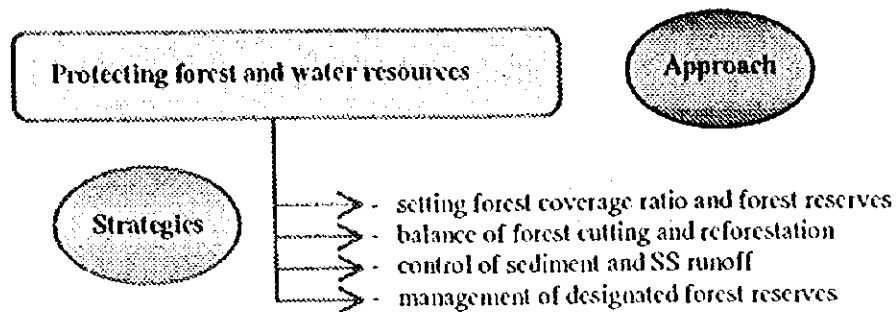 Protecting forest and water resources
Approach
Strategies
- setting forest coverage ratio and forest reserves
- balance of forest cutting and reforestation
- control of sediment and SS runoff
- management of designated forest reserves